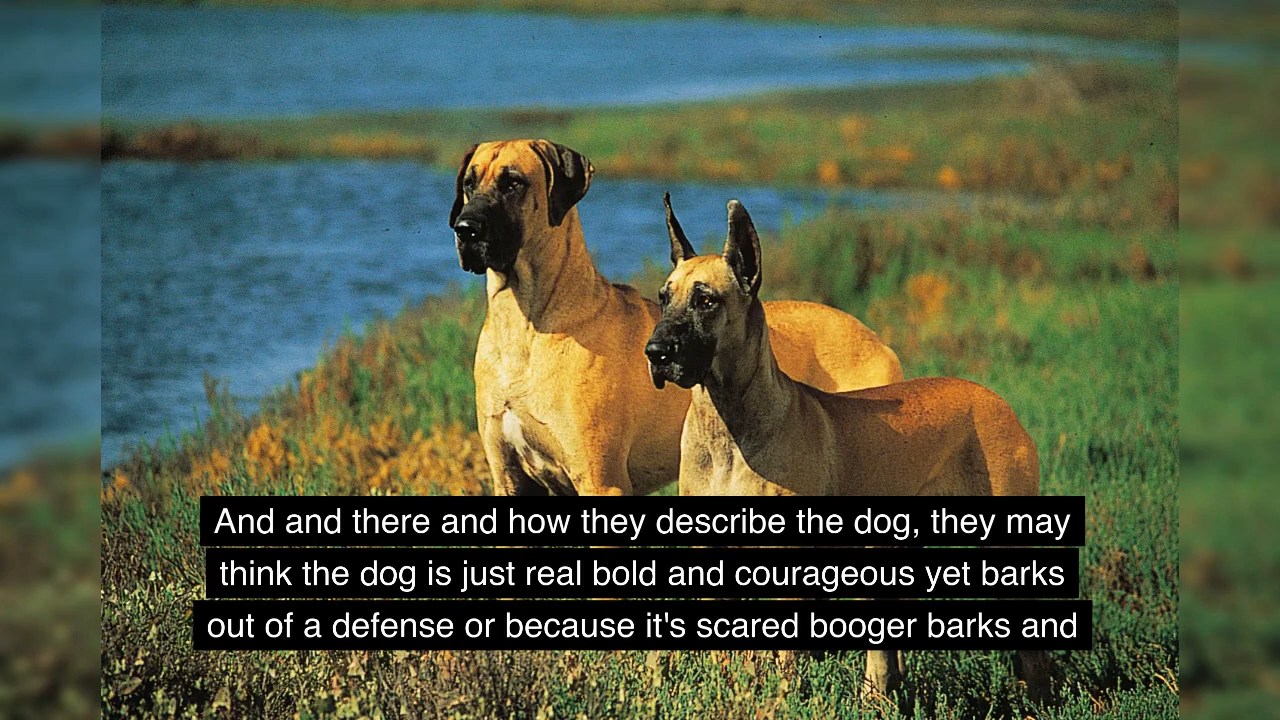 And and there and how they describe the dog, they may
think the dog is just real bold and courageous yet barks
out of a defense or because it's scared booger barks and